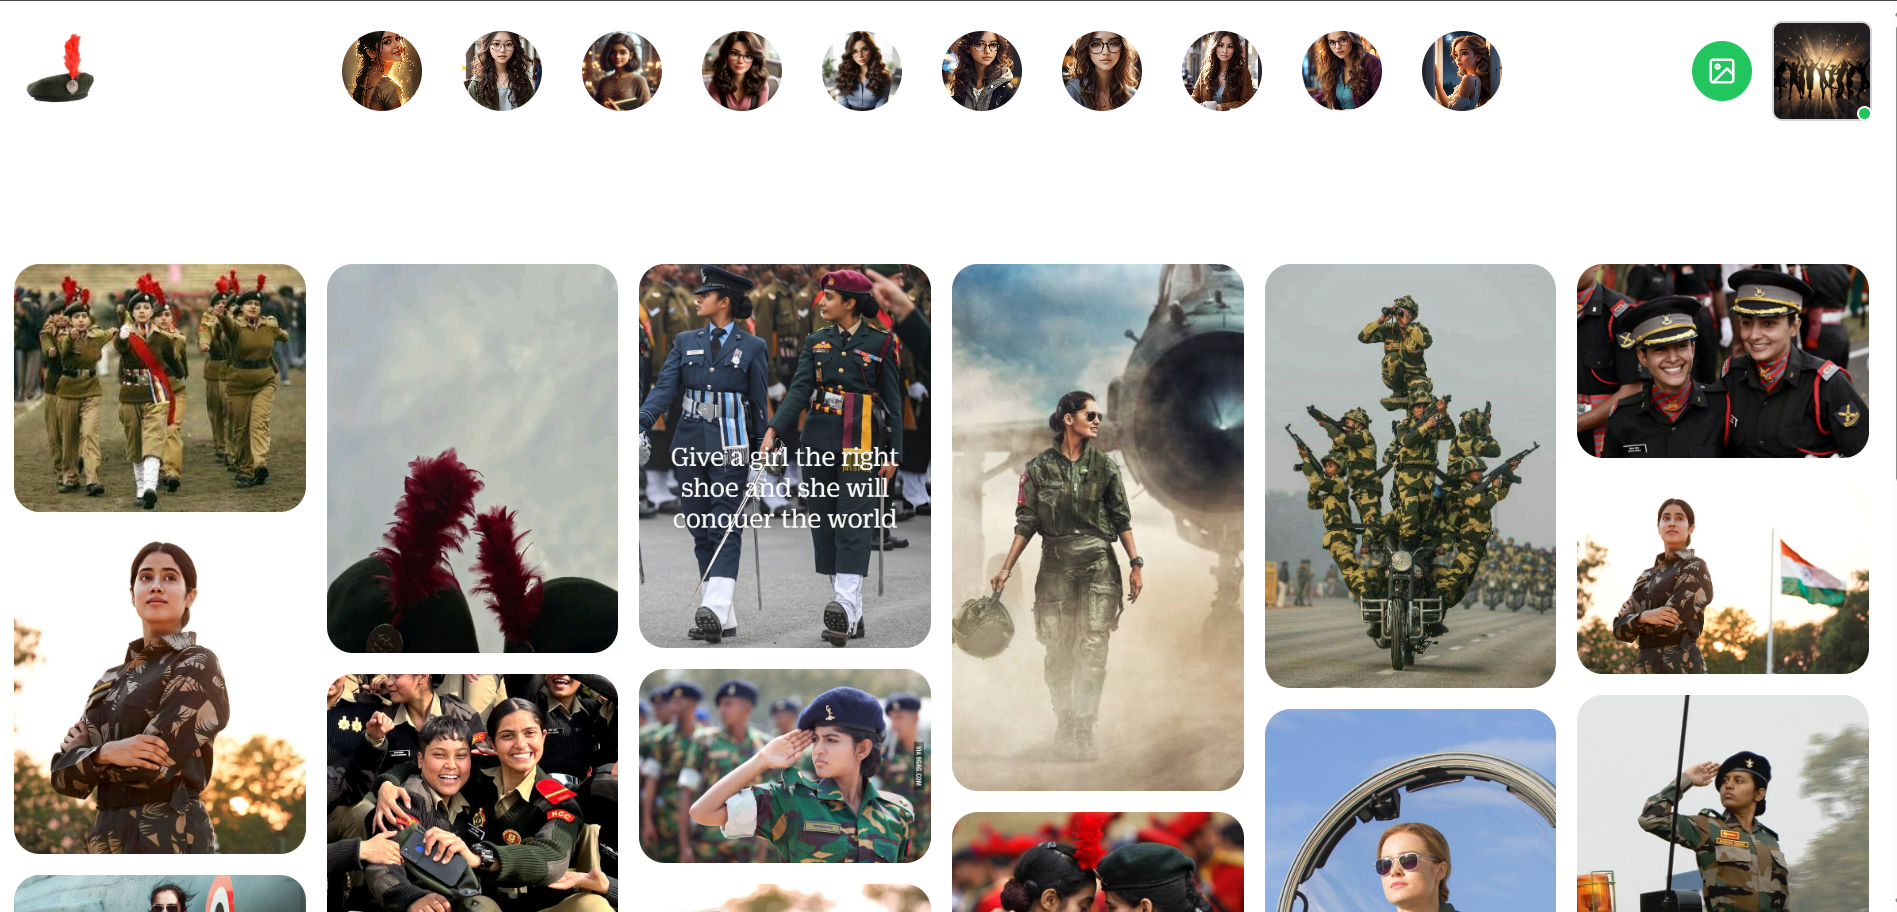 Give a girl the right
shoe and she will
conquer the world
VIA 9GAG.COM
NCC